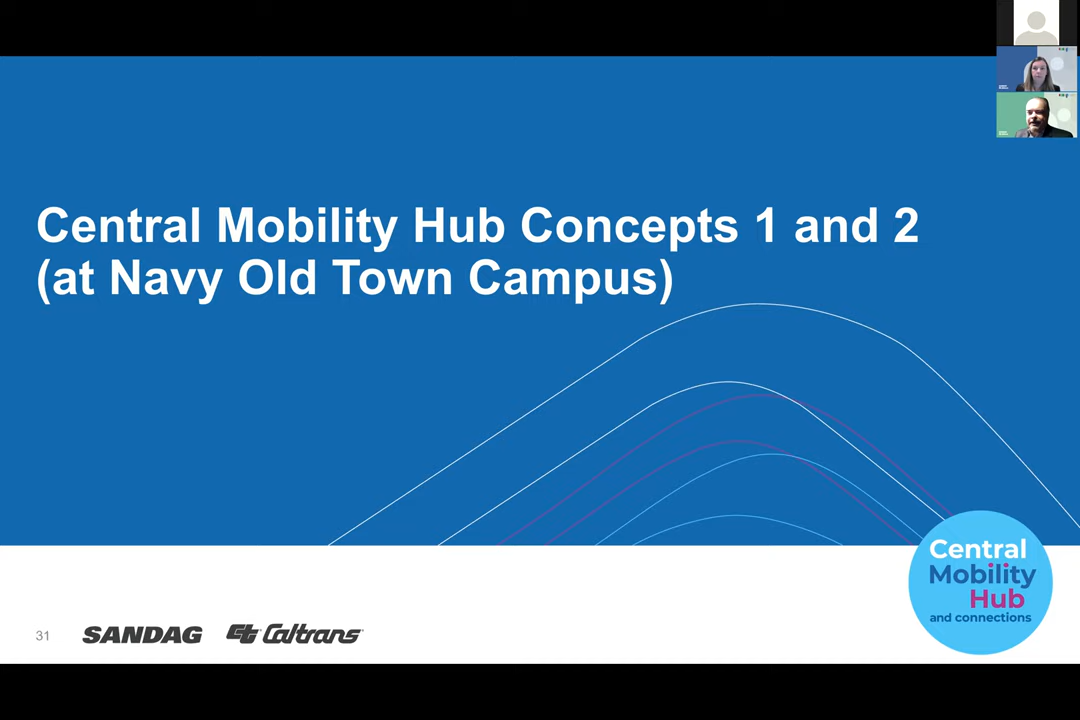 Central Mobility Hub Concepts 1 and 2
(at Navy Old Town Campus)
Central
Mobility
Hub
and connections
31
SANDAG
Caltrans